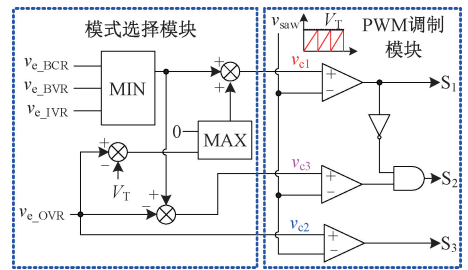 模式选择模块
v_saw
V_T
PWM调制
模块
v_e_BCR
v_e_BVR
v_e_IVR
MIN
+
+
v_c1
+
−
S_1
0
MAX
−
V_T
+
−
v_c3
+
−
S_2
v_e_OVR
v_c2
+
−
S_3